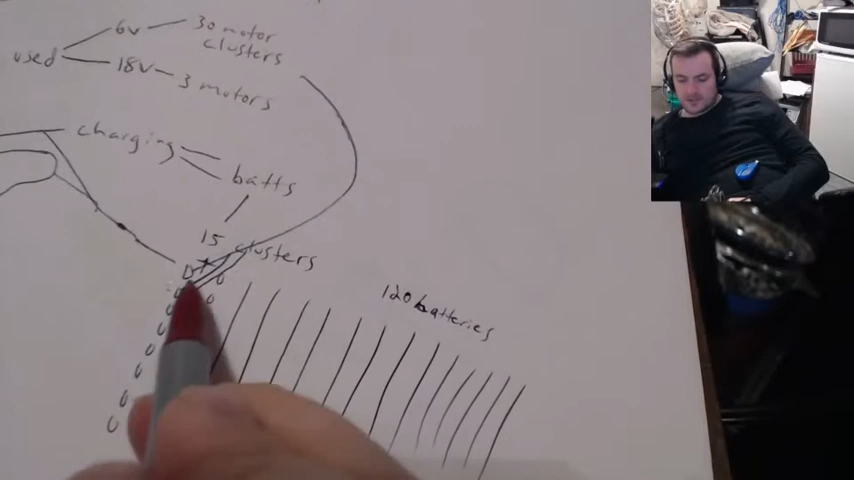 6v 30 motor
clusters
used
18v 3 motors
charging
batts
15 clusters
120 batteries